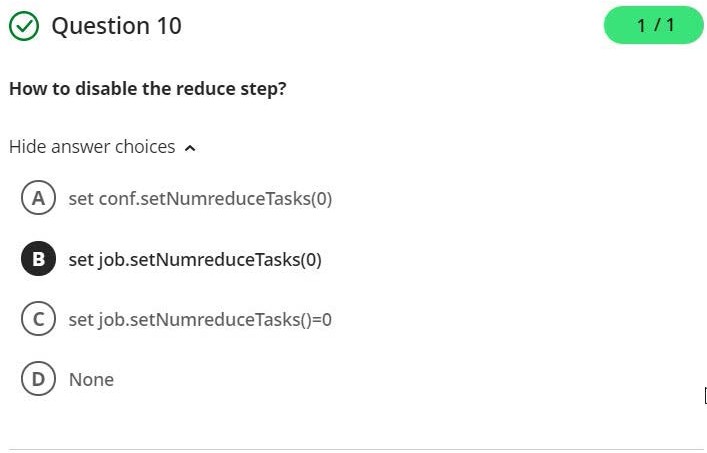 Question 10
1 / 1
How to disable the reduce step?
Hide answer choices
A set conf.setNumreduceTasks(0)
B set job.setNumreduceTasks(0)
C set job.setNumreduceTasks()=0
D None